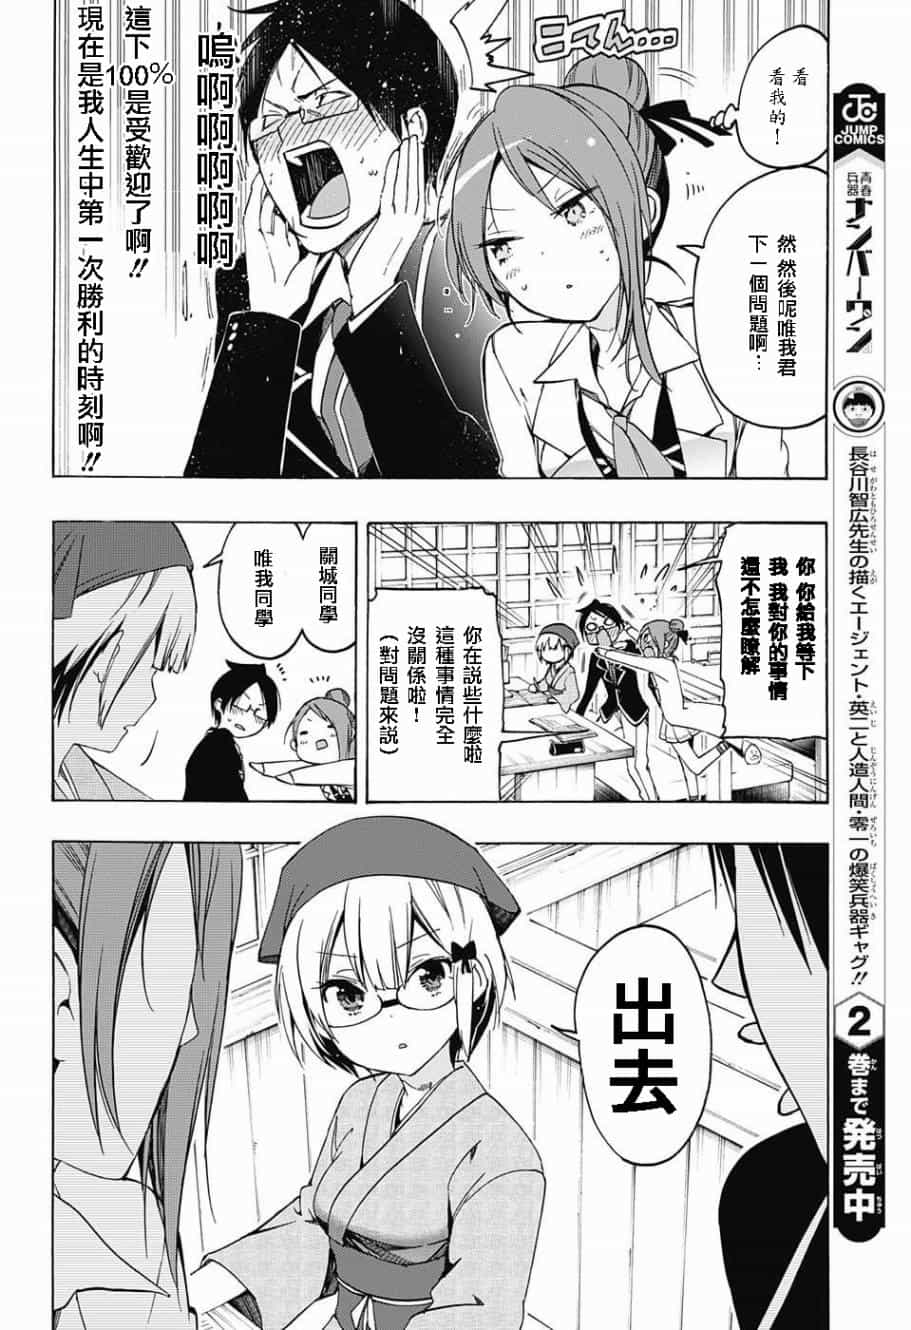 看
看我的！
然 然後呢唯我君
下一個問題啊…
嗚啊啊啊啊啊
這下100%是受歡迎了啊!!
現在是我人生中第一次勝利的時刻啊!!
你 你給我等下
我 我對你的事情
還不怎麼瞭解
你在說些什麼啦
這種事情完全
沒關係啦！
(對問題來說)
關城同學
唯我同學
出去
JUMP
COMICS
青春
兵器
ナンバーワン
長谷川智広先生の描くエージェント・英二と人造人間・零一の爆笑兵器ギャグ!!
2
巻まで発売中